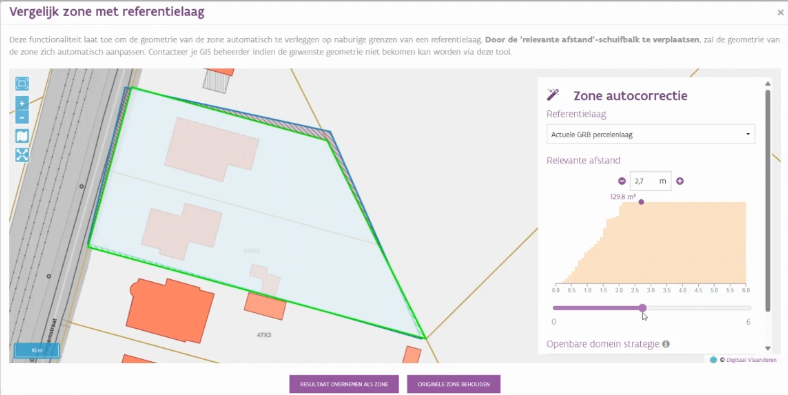 Vergelijk zone met referentielaag
×
Deze functionaliteit laat toe om de geometrie van de zone automatisch te verleggen op naburige grenzen van een referentielaag. Door de 'relevante afstand'-schuifbalk te verplaatsen, zal de geometrie van
de zone zich automatisch aanpassen. Contacteer je GIS beheerder indien de gewenste geometrie niet bekomen kan worden via deze tool.
Zone autocorrectie
Referentielaag
Actuele GRB percelenlaag
Relevante afstand
2,7 m
129.8 m²
0.0 0.5 1.0 1.5 2.0 2.5 3.0 3.5 4.0 4.5 5.0 5.5 6.0
0 6
Openbare domein strategie
47X3
© Digitaal Vlaanderen
RESULTAAT OVERNEMEN ALS ZONE
ORIGINELE ZONE BEHOUDEN